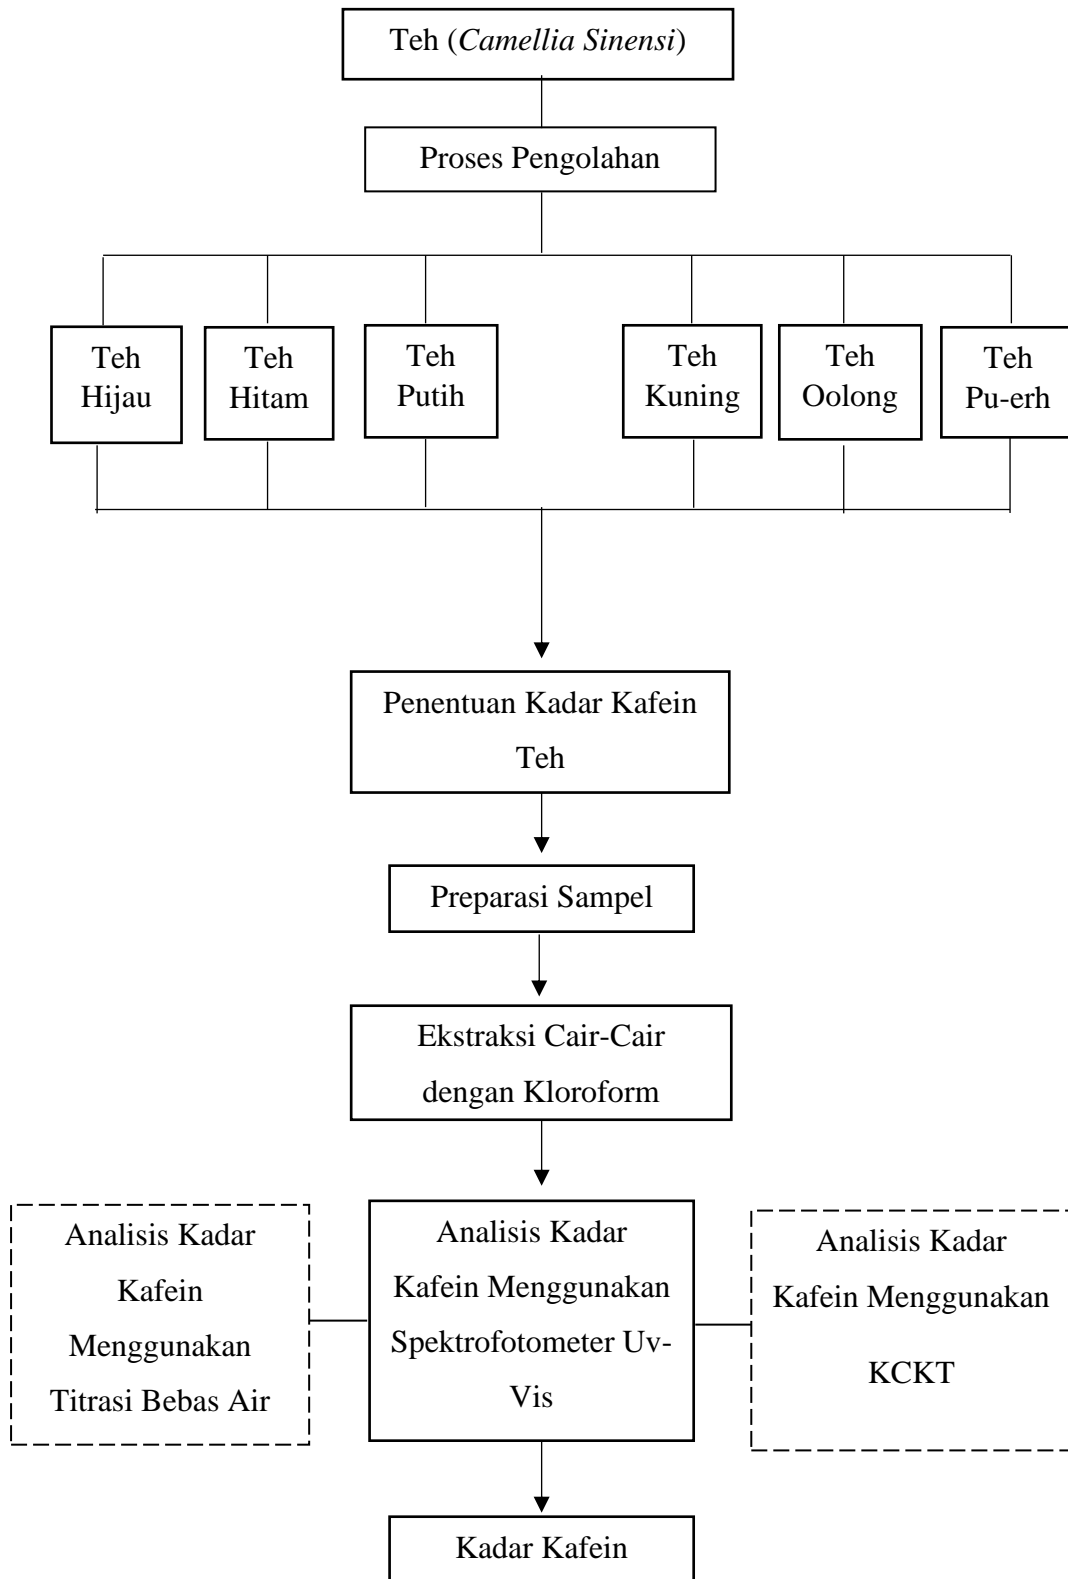 Teh (Camellia Sinensi)
Proses Pengolahan
Teh
Hijau
Teh
Hitam
Teh
Putih
Teh
Kuning
Teh
Oolong
Teh
Pu-erh
Penentuan Kadar Kafein
Teh
Preparasi Sampel
Ekstraksi Cair-Cair
dengan Kloroform
Analisis Kadar
Kafein
Menggunakan
Titrasi Bebas Air
Analisis Kadar
Kafein Menggunakan
Spektrofotometer Uv-
Vis
Analisis Kadar
Kafein Menggunakan
KCKT
Kadar Kafein